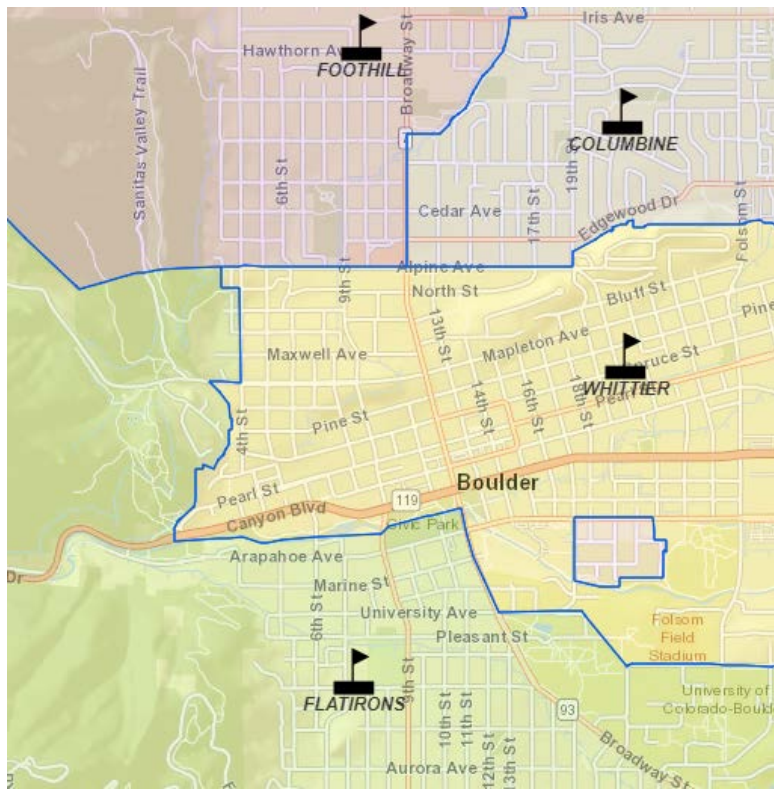 Iris Ave
Hawthorn Av
FOOTHILL
Broadway St
7
Sanitas Valley Trail
COLUMBINE
19th St
6th St
Cedar Ave
17th St
Edgewood Dr
Folsom St
Alpine Ave
9th St
North St
Bluff St
13th St
Pine
Maxwell Ave
Mapleton Ave
Spruce St
WHITTIER
Pearl
14th St
16th St
18th St
Pine St
4th St
Boulder
Pearl St
119
Canyon Blvd
Civic Park
Arapahoe Ave
Dr
Marine St
6th St
University Ave
Pleasant St
Folsom
Field
Stadium
FLATIRONS
9th St
University of
Colorado-Boulde
10th St
11th St
93
Broadway St
Aurora Ave
12th St
13th St